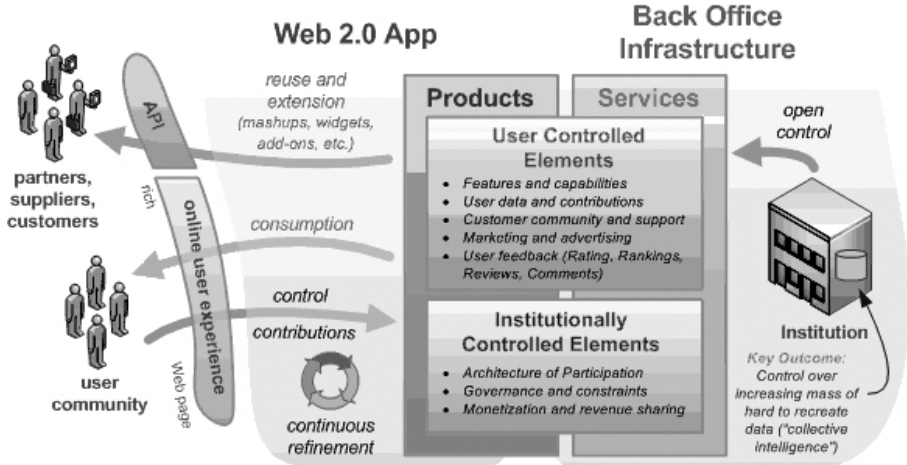 Web 2.0 App
Back Office
Infrastructure
API
reuse and
extension
(mashups, widgets,
add-ons, etc.)
partners,
suppliers,
customers
rich
online user experience
Web page
consumption
control
contributions
user
community
continuous
refinement
Products
Services
User Controlled
Elements
• Features and capabilities
• User data and contributions
• Customer community and support
• Marketing and advertising
• User feedback (Rating, Rankings,
Reviews, Comments)
Institutionally
Controlled Elements
• Architecture of Participation
• Governance and constraints
• Monetization and revenue sharing
open
control
Institution
Key Outcome:
Control over
increasing mass of
hard to recreate
data ("collective
intelligence")